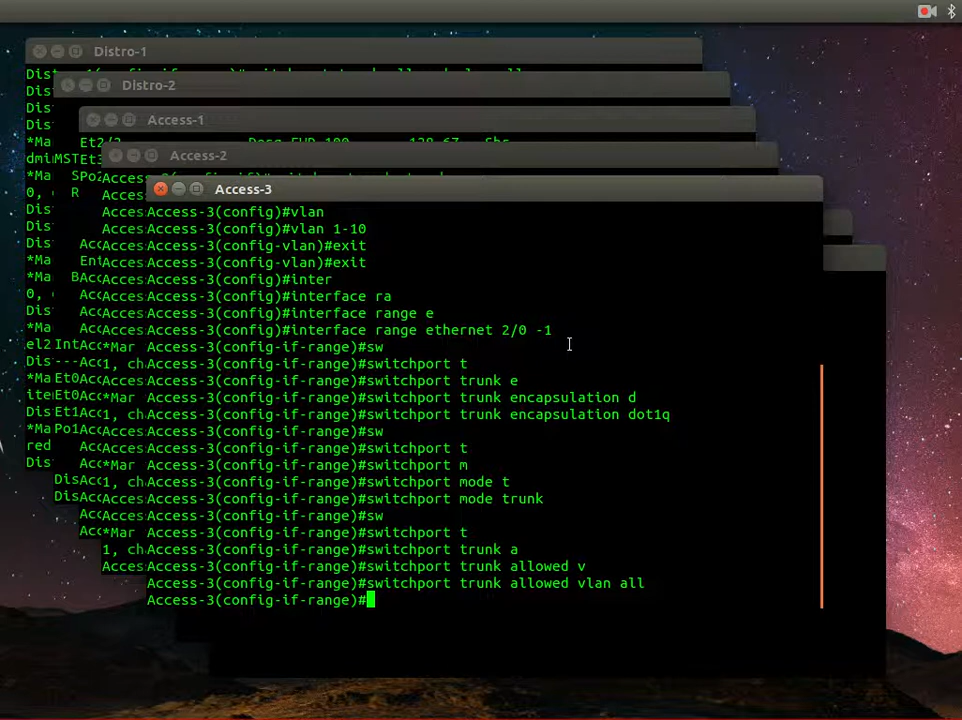 Distro-1
Distro-2
Access-1
Et2/2 Desg FWD 100 128.67 Shr
Access-2
Access-3
Access-3(config)#vlan
Access-3(config)#vlan 1-10
Access-3(config-vlan)#exit
Access-3(config-vlan)#exit
Access-3(config)#inter
Access-3(config)#interface ra
Access-3(config)#interface range e
Access-3(config)#interface range ethernet 2/0 -1
Access-3(config-if-range)#sw
Access-3(config-if-range)#switchport t
Access-3(config-if-range)#switchport trunk e
Access-3(config-if-range)#switchport trunk encapsulation d
Access-3(config-if-range)#switchport trunk encapsulation dot1q
Access-3(config-if-range)#sw
Access-3(config-if-range)#switchport t
Access-3(config-if-range)#switchport m
Access-3(config-if-range)#switchport mode t
Access-3(config-if-range)#switchport mode trunk
Access-3(config-if-range)#sw
Access-3(config-if-range)#switchport t
Access-3(config-if-range)#switchport trunk a
Access-3(config-if-range)#switchport trunk allowed v
Access-3(config-if-range)#switchport trunk allowed vlan all
Access-3(config-if-range)#